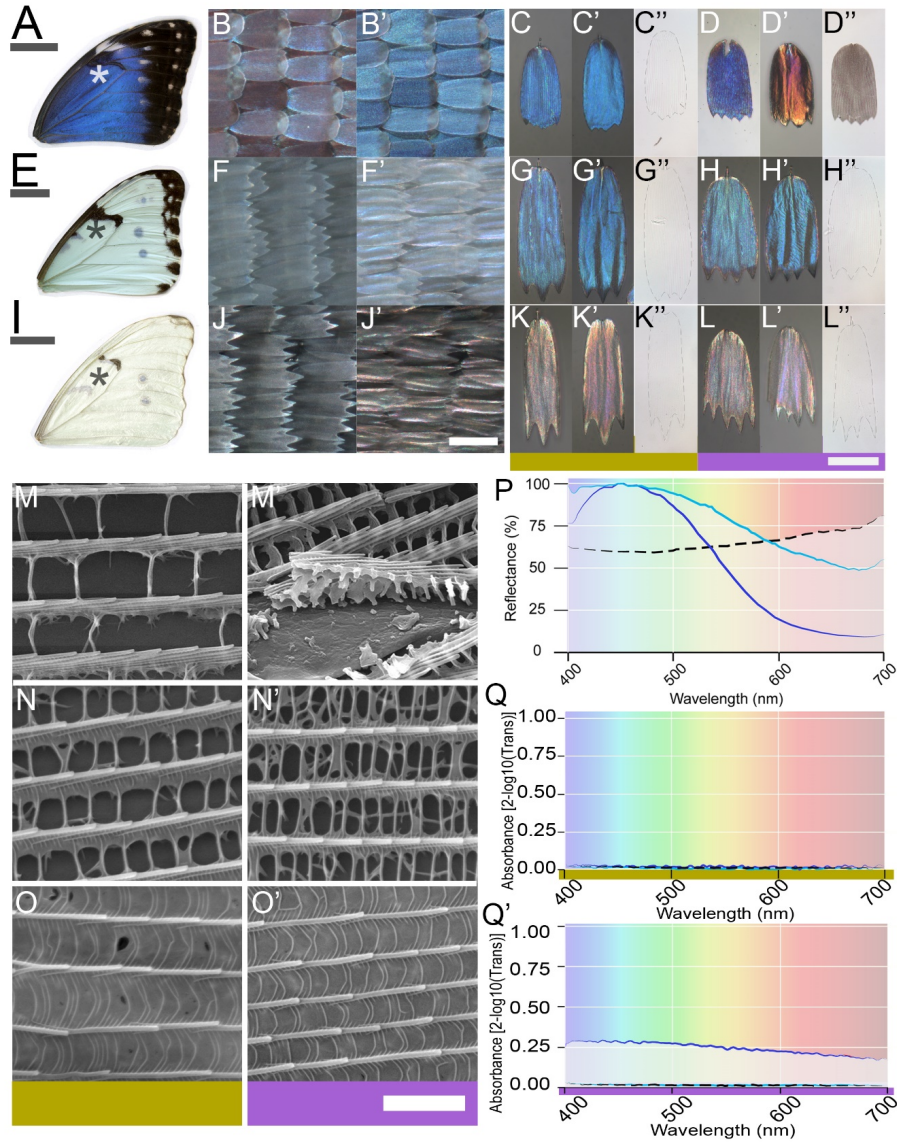 A
B B’
C C’ C’’ D D’ D’’
E
F F’
G G’ G’’ H H’ H’’
I
J J’
K K’ K’’ L L’ L’’
M M’
N N’
O O’
P
100
75
50
25
0
Reflectance (%)
400 500 600 700
Wavelength (nm)
Q
1.00
0.75
0.50
0.25
0.00
Absorbance [2-log10(Trans)]
400 500 600 700
Wavelength (nm)
Q’
1.00
0.75
0.50
0.25
0.00
Absorbance [2-log10(Trans)]
400 500 600 700
Wavelength (nm)